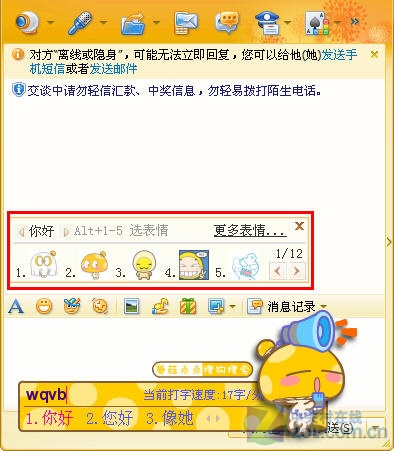 对方“离线或隐身”，可能无法立即回复，您可以给他(她)发送手
机短信或者发送邮件
交谈中请勿轻信汇款、中奖信息，勿轻易拨打陌生电话。
你好 Alt+1-5 选表情 更多表情...
1. 2. 3. 4. 5. 1/12
消息记录
蘑菇点点搜狗搜索
wqvb 当前打字速度:17字/
1.你好 2.您好 3.像她
送(S)